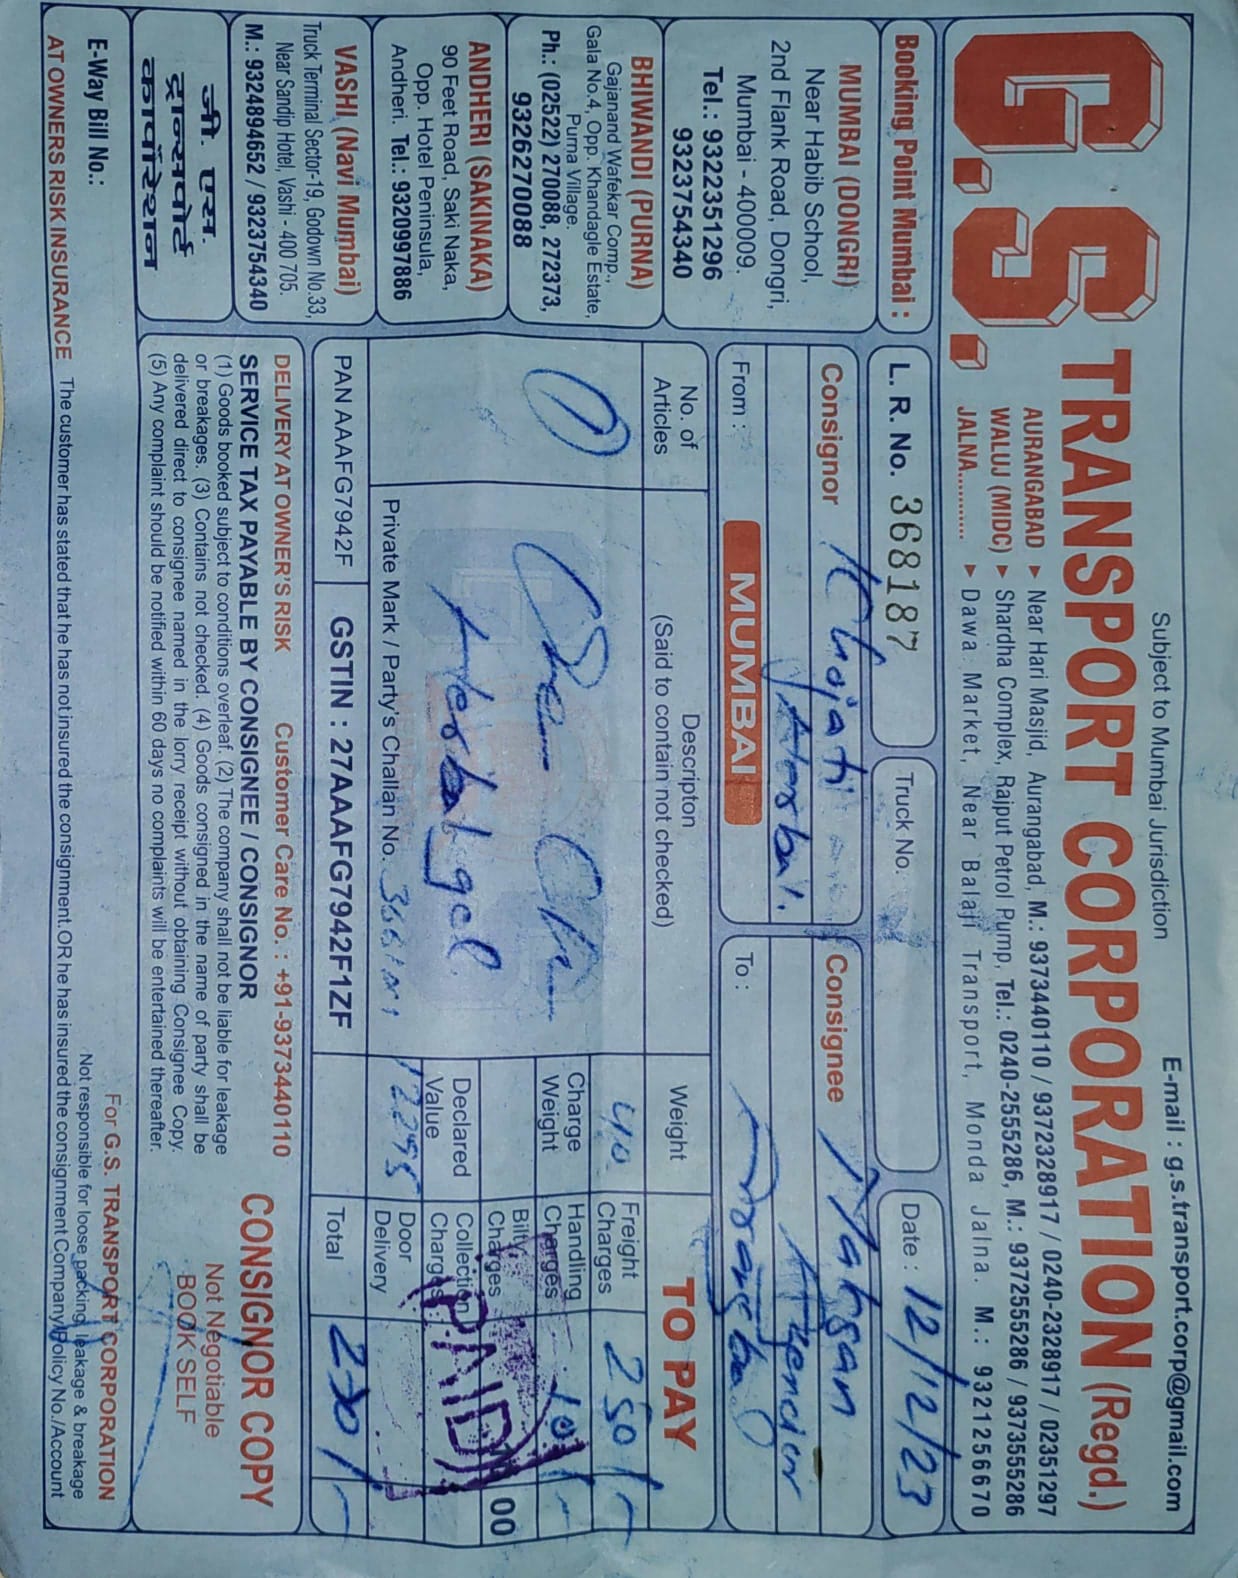 Subject to Mumbai Jurisdiction
E-mail : g.s.transport.corp@gmail.com
G.S. TRANSPORT CORPORATION (Regd.)
AURANGABAD ➤ Near Hari Masjid, Aurangabad, M.: 9373440110 / 9372328917 / 0240-2328917 / 02351297
WALUJ (MIDC) ➤ Shardha Complex, Rajput Petrol Pump, Tel.: 0240-2555286, M.: 9372555286 / 9373555286
JALNA........... ➤ Dawa Market, Near Balaji Transport, Monda Jalna. M.: 9321256670
Booking Point Mumbai :
L. R. No. 368187
Truck No.
Date : 12/12/23
MUMBAI (DONGRI)
Near Habib School,
2nd Flank Road, Dongri,
Mumbai - 400009.
Tel.: 9322351296
9323754340
Consignor Khojati
Herbal.
Consignee
From : MUMBAI
To :
BHIWANDI (PURNA)
Gajanand Wafekar Comp.,
Gala No.4, Opp. Khandagle Estate,
Purna Village.
Ph.: (02522) 270088, 272373,
9326270088
ANDHERI (SAKINAKA)
90 Feet Road, Saki Naka,
Opp. Hotel Peninsula,
Andheri. Tel.: 9320997886
VASHI, (Navi Mumbai)
Truck Terminal Sector-19, Godown No.33,
Near Sandip Hotel, Vashi - 400 705.
M.: 9324894652 / 9323754340
जी. एस.
ट्रान्सपोर्ट
कार्पोरेशन
No. of
Articles
Descripton
(Said to contain not checked)
Weight
TO PAY
1
One Ctn
Herbal gel
40
Freight
Charges
250/-
Charge
Weight
Handling
Charges
10/-
Bilty
Charges
00
PAID
Declared
Value
Collection
Charges
Private Mark / Party's Challan No.
12295
Door
Delivery
PAN AAAFG7942F
GSTIN : 27AAAFG7942F1ZF
Total
270/-
DELIVERY AT OWNER'S RISK
Customer Care No. : +91-9373440110
SERVICE TAX PAYABLE BY CONSIGNEE / CONSIGNOR
(1) Goods booked subject to conditions overleaf. (2) The company shall not be liable for leakage
or breakages. (3) Contains not checked. (4) Goods consigned in the name of party shall be
delivered direct to consignee named in the lorry receipt without obtaining Consignee Copy.
(5) Any complaint should be notified within 60 days no complaints will be entertained thereafter.
CONSIGNOR COPY
Not Negotiable
BOOK SELF
E-Way Bill No.:
For G.S. TRANSPORT CORPORATION
Not responsible for loose packing, leakage & breakage
AT OWNERS RISK INSURANCE The customer has stated that he has not insured the consignment.OR he has insured the consignment Company/Policy No./Account